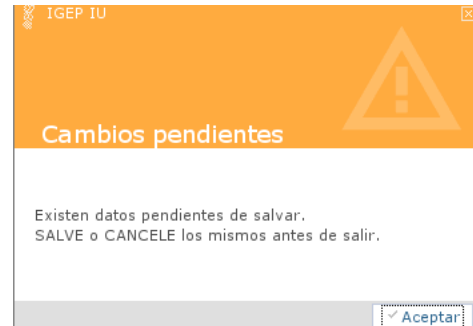 IGEP IU
Cambios pendientes
Existen datos pendientes de salvar.
SALVE o CANCELE los mismos antes de salir.
Aceptar